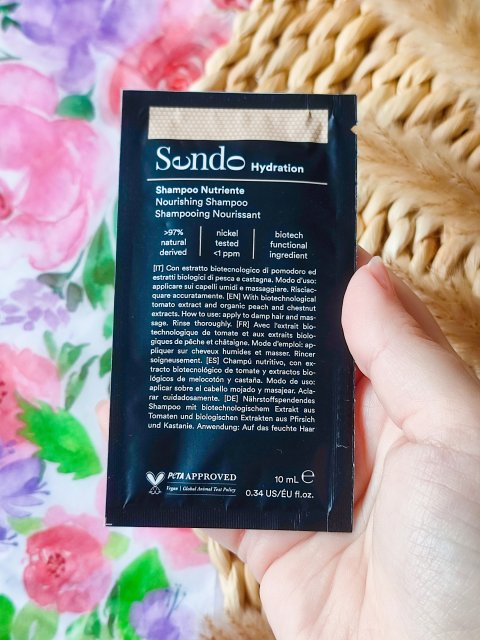 Sendo Hydration
Shampoo Nutriente
Nourishing Shampoo
Shampooing Nourissant
>97% natural derived
nickel tested <1 ppm
biotech functional ingredient
[IT] Con estratto biotecnologico di pomodoro ed
estratti biologici di pesca e castagna. Modo d'uso:
applicare sui capelli umidi e massaggiare. Risciac-
quare accuratamente. [EN] With biotechnological
tomato extract and organic peach and chestnut
extracts. How to use: apply to damp hair and mas-
sage. Rinse thoroughly. [FR] Avec l'extrait bio-
technologique de tomate et aux extraits biolo-
giques de pêche et châtaigne. Mode d'emploi: ap-
pliquer sur cheveux humides et masser. Rincer
soigneusement. [ES] Champú nutritivo, con ex-
tracto biotecnológico de tomate y extractos bio-
lógicos de melocotón y castaña. Modo de uso:
aplicar sobre el cabello mojado y masajear. Acla-
rar cuidadosamente. [DE] Nährstoffspendendes
Shampoo mit biotechnologischem Extrakt aus
Tomaten und biologischen Extrakten aus Pfirsich
und Kastanie. Anwendung: Auf das feuchte Haar
PETA APPROVED
Vegan | Global Animal Test Policy
10 mL e
0.34 US/ÉU fl.oz.